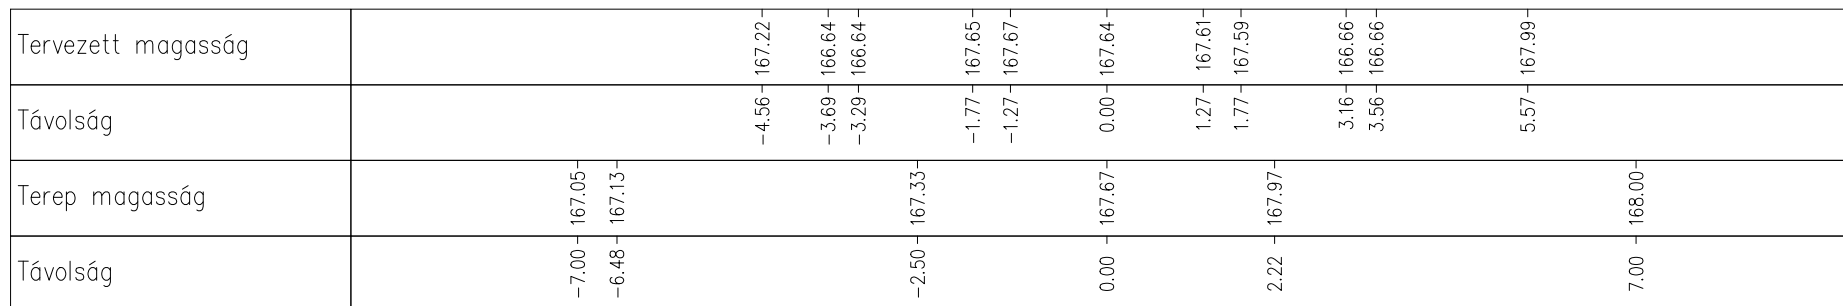 Tervezett magasság 167.22 166.64 166.64 167.65 167.67 167.64 167.61 167.59 166.66 166.66 167.99
Távolság -4.56 -3.69 -3.29 -1.77 -1.27 0.00 1.27 1.77 3.16 3.56 5.57
Terep magasság 167.05 167.13 167.33 167.67 167.97 168.00
Távolság -7.00 -6.48 -2.50 0.00 2.22 7.00